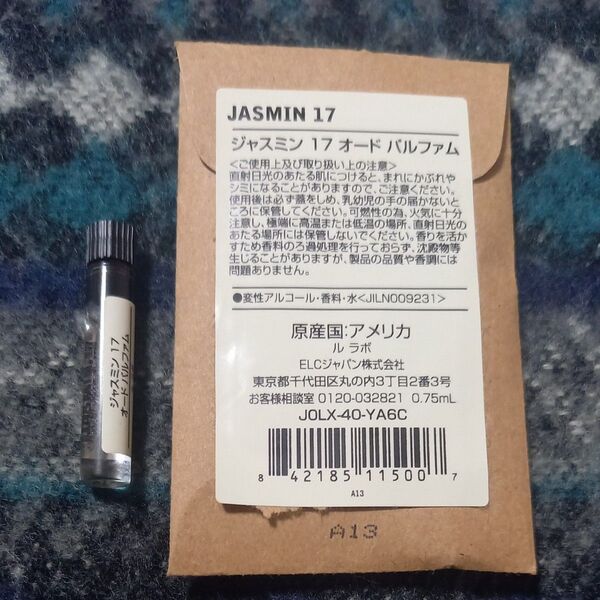 JASMIN 17
ジャスミン 17 オード パルファム
<ご使用上及び取り扱い上の注意>
直射日光のあたる肌につけると、まれにかぶれや
シミになることがありますので、ご注意ください。
使用後は必ず蓋をしめ、乳幼児の手の届かないと
ころに保管してください。可燃性の為、火気に十分
注意し、極端に高温または低温の場所、直射日光の
あたる場所には保管しないでください。香りを活か
すため香料のろ過処理を行っておらず、沈殿物等
生じることがありますが、製品の品質や香調には
問題ありません。
●変性アルコール・香料・水<JILN009231>
原産国:アメリカ
ル ラボ
ELCジャパン株式会社
東京都千代田区丸の内3丁目2番3号
お客様相談室 0120-032821 0.75mL
J0LX-40-YA6C
8 42185 11500 7
A13
A13
ジャスミン 17
オード パルファム